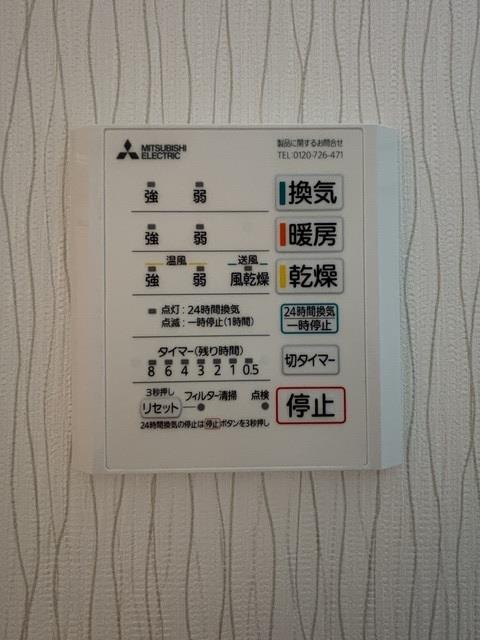 MITSUBISHI
ELECTRIC
製品に関するお問合せ
TEL:0120-726-471
強 弱 換気
強 弱 暖房
温風 送風
強 弱 風乾燥 乾燥
点灯:24時間換気
点滅:一時停止(1時間)
24時間換気
一時停止
タイマー(残り時間)
8 6 4 3 2 1 0.5
切タイマー
3秒押し
リセット フィルター清掃 点検
停止
24時間換気の停止は停止ボタンを3秒押し